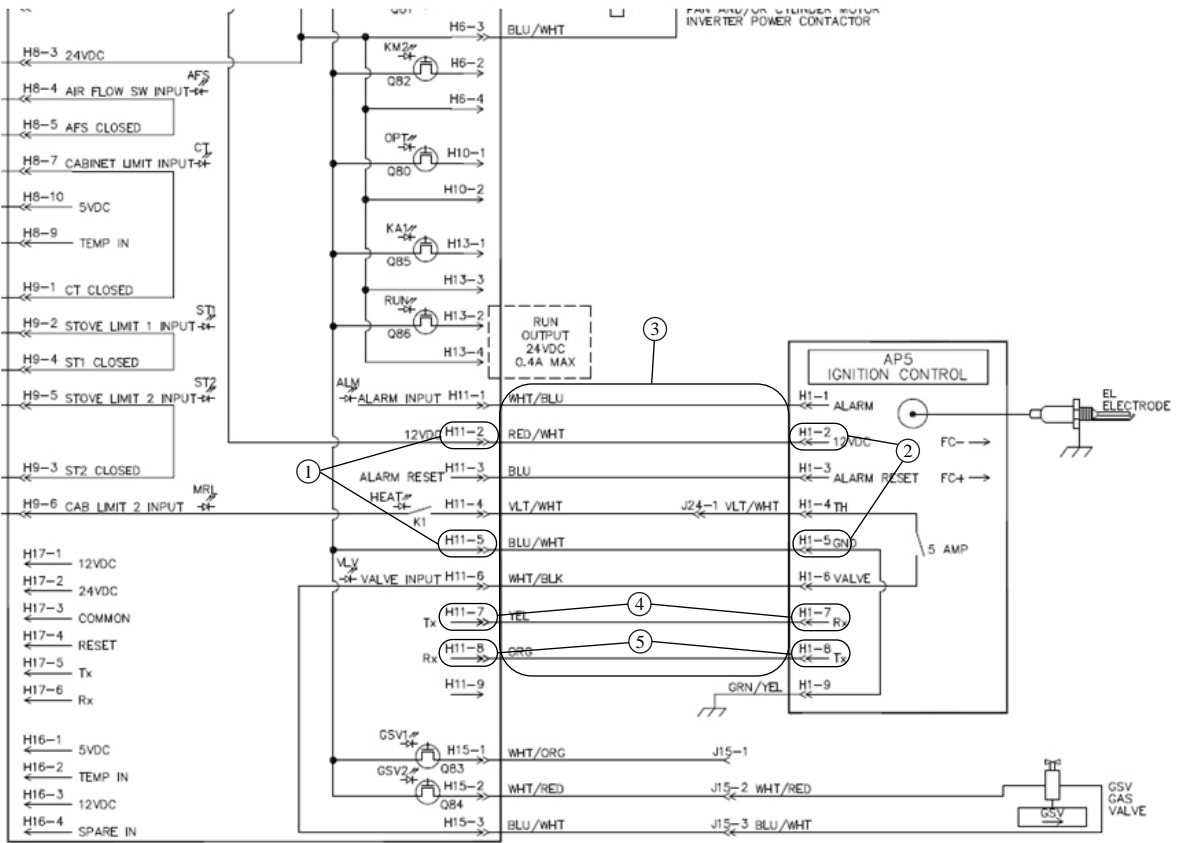 FAN AND/OR CYLINDER MOTOR
INVERTER POWER CONTACTOR
Q81
H6-3 BLU/WHT
H8-3 24VDC
KM2 H6-2
Q82
AFS
H8-4 AIR FLOW SW INPUT
H6-4
H8-5 AFS CLOSED
OPT H10-1
Q80
CT
H8-7 CABINET LIMIT INPUT
H10-2
H8-10 5VDC
H8-9 TEMP IN
KA1 H13-1
Q85
H9-1 CT CLOSED
H13-3
RUN H13-2
Q86
ST1
H9-2 STOVE LIMIT 1 INPUT
RUN
OUTPUT
24VDC
0.4A MAX
3
H13-4
H9-4 ST1 CLOSED
AP5
IGNITION CONTROL
ST2
H9-5 STOVE LIMIT 2 INPUT
ALM
ALARM INPUT H11-1 WHT/BLU H1-1 ALARM
EL
ELECTRODE
12VDC H11-2 RED/WHT H1-2 12VDC FC-
1
2
H9-3 ST2 CLOSED
ALARM RESET H11-3 BLU H1-3 ALARM RESET FC+
MRL
H9-6 CAB LIMIT 2 INPUT
HEAT H11-4 VLT/WHT J24-1 VLT/WHT H1-4 TH
K1
H11-5 BLU/WHT H1-5 GND
5 AMP
H17-1 12VDC
VLV
VALVE INPUT H11-6 WHT/BLK H1-6 VALVE
H17-2 24VDC
H17-3 COMMON
4
Tx H11-7 YEL H1-7 Rx
H17-4 RESET
5
Rx H11-8 ORG H1-8 Tx
H17-5 Tx
H17-6 Rx
H11-9 GRN/YEL H1-9
H16-1 5VDC
GSV1 H15-1 WHT/ORG J15-1
Q83
H16-2 TEMP IN
GSV2 H15-2 WHT/RED J15-2 WHT/RED
Q84
GSV
GAS
VALVE
H16-3 12VDC
GSV
H16-4 SPARE IN
H15-3 BLU/WHT J15-3 BLU/WHT